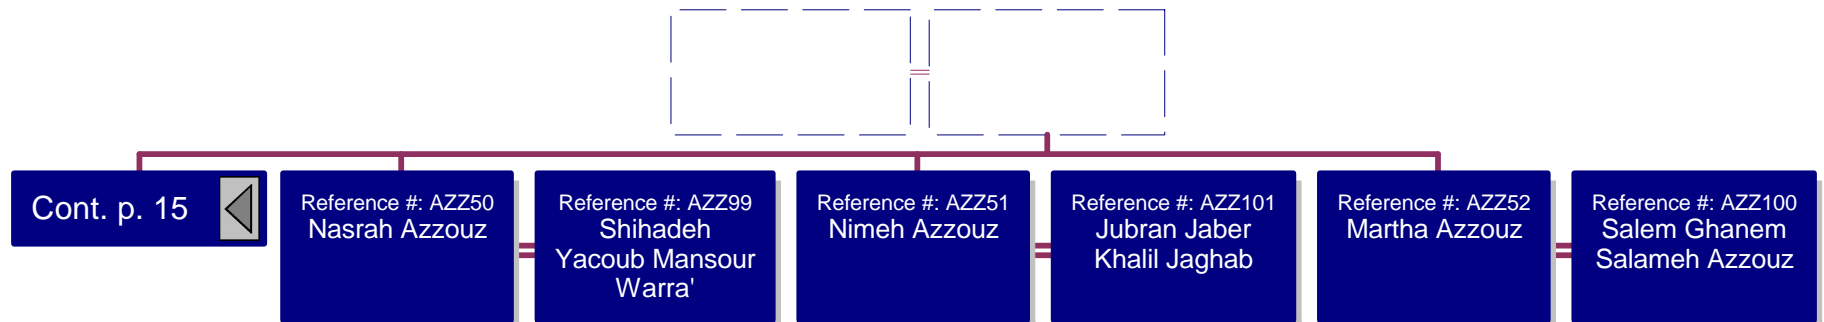 Cont. p. 15
Reference #: AZZ50
Nasrah Azzouz
Reference #: AZZ99
Shihadeh
Yacoub Mansour
Warra'
Reference #: AZZ51
Nimeh Azzouz
Reference #: AZZ101
Jubran Jaber
Khalil Jaghab
Reference #: AZZ52
Martha Azzouz
Reference #: AZZ100
Salem Ghanem
Salameh Azzouz